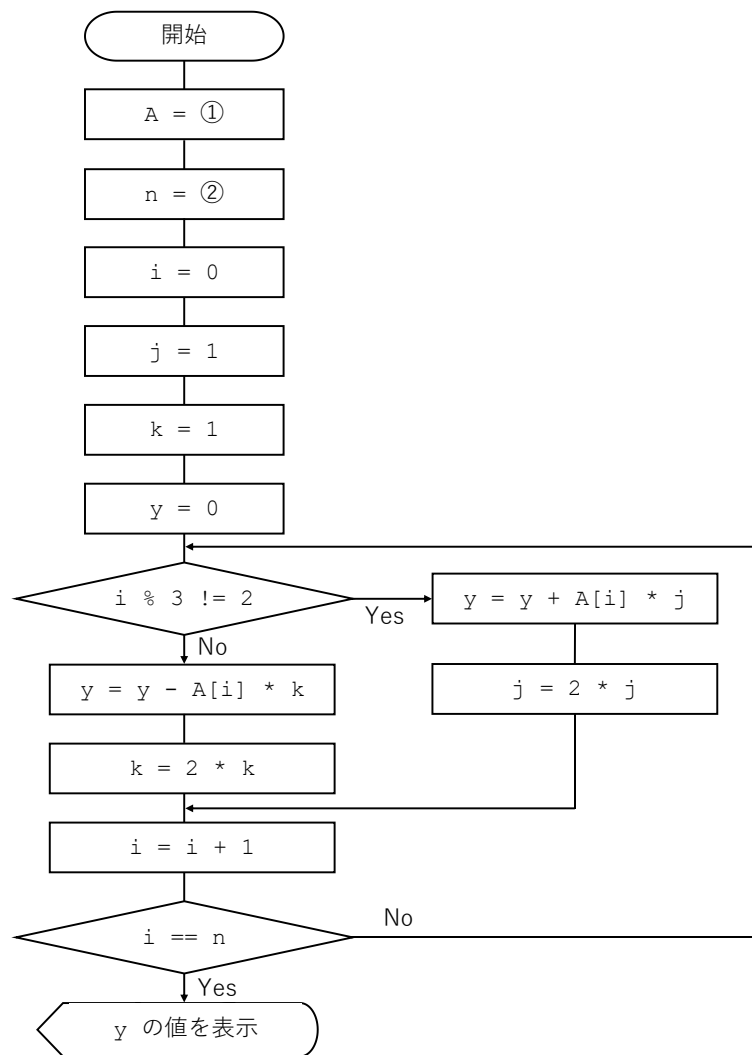 開始
A = ①
n = ②
i = 0
j = 1
k = 1
y = 0
i % 3 != 2
Yes
y = y + A[i] * j
No
y = y - A[i] * k
j = 2 * j
k = 2 * k
i = i + 1
i == n
No
Yes
y の値を表示